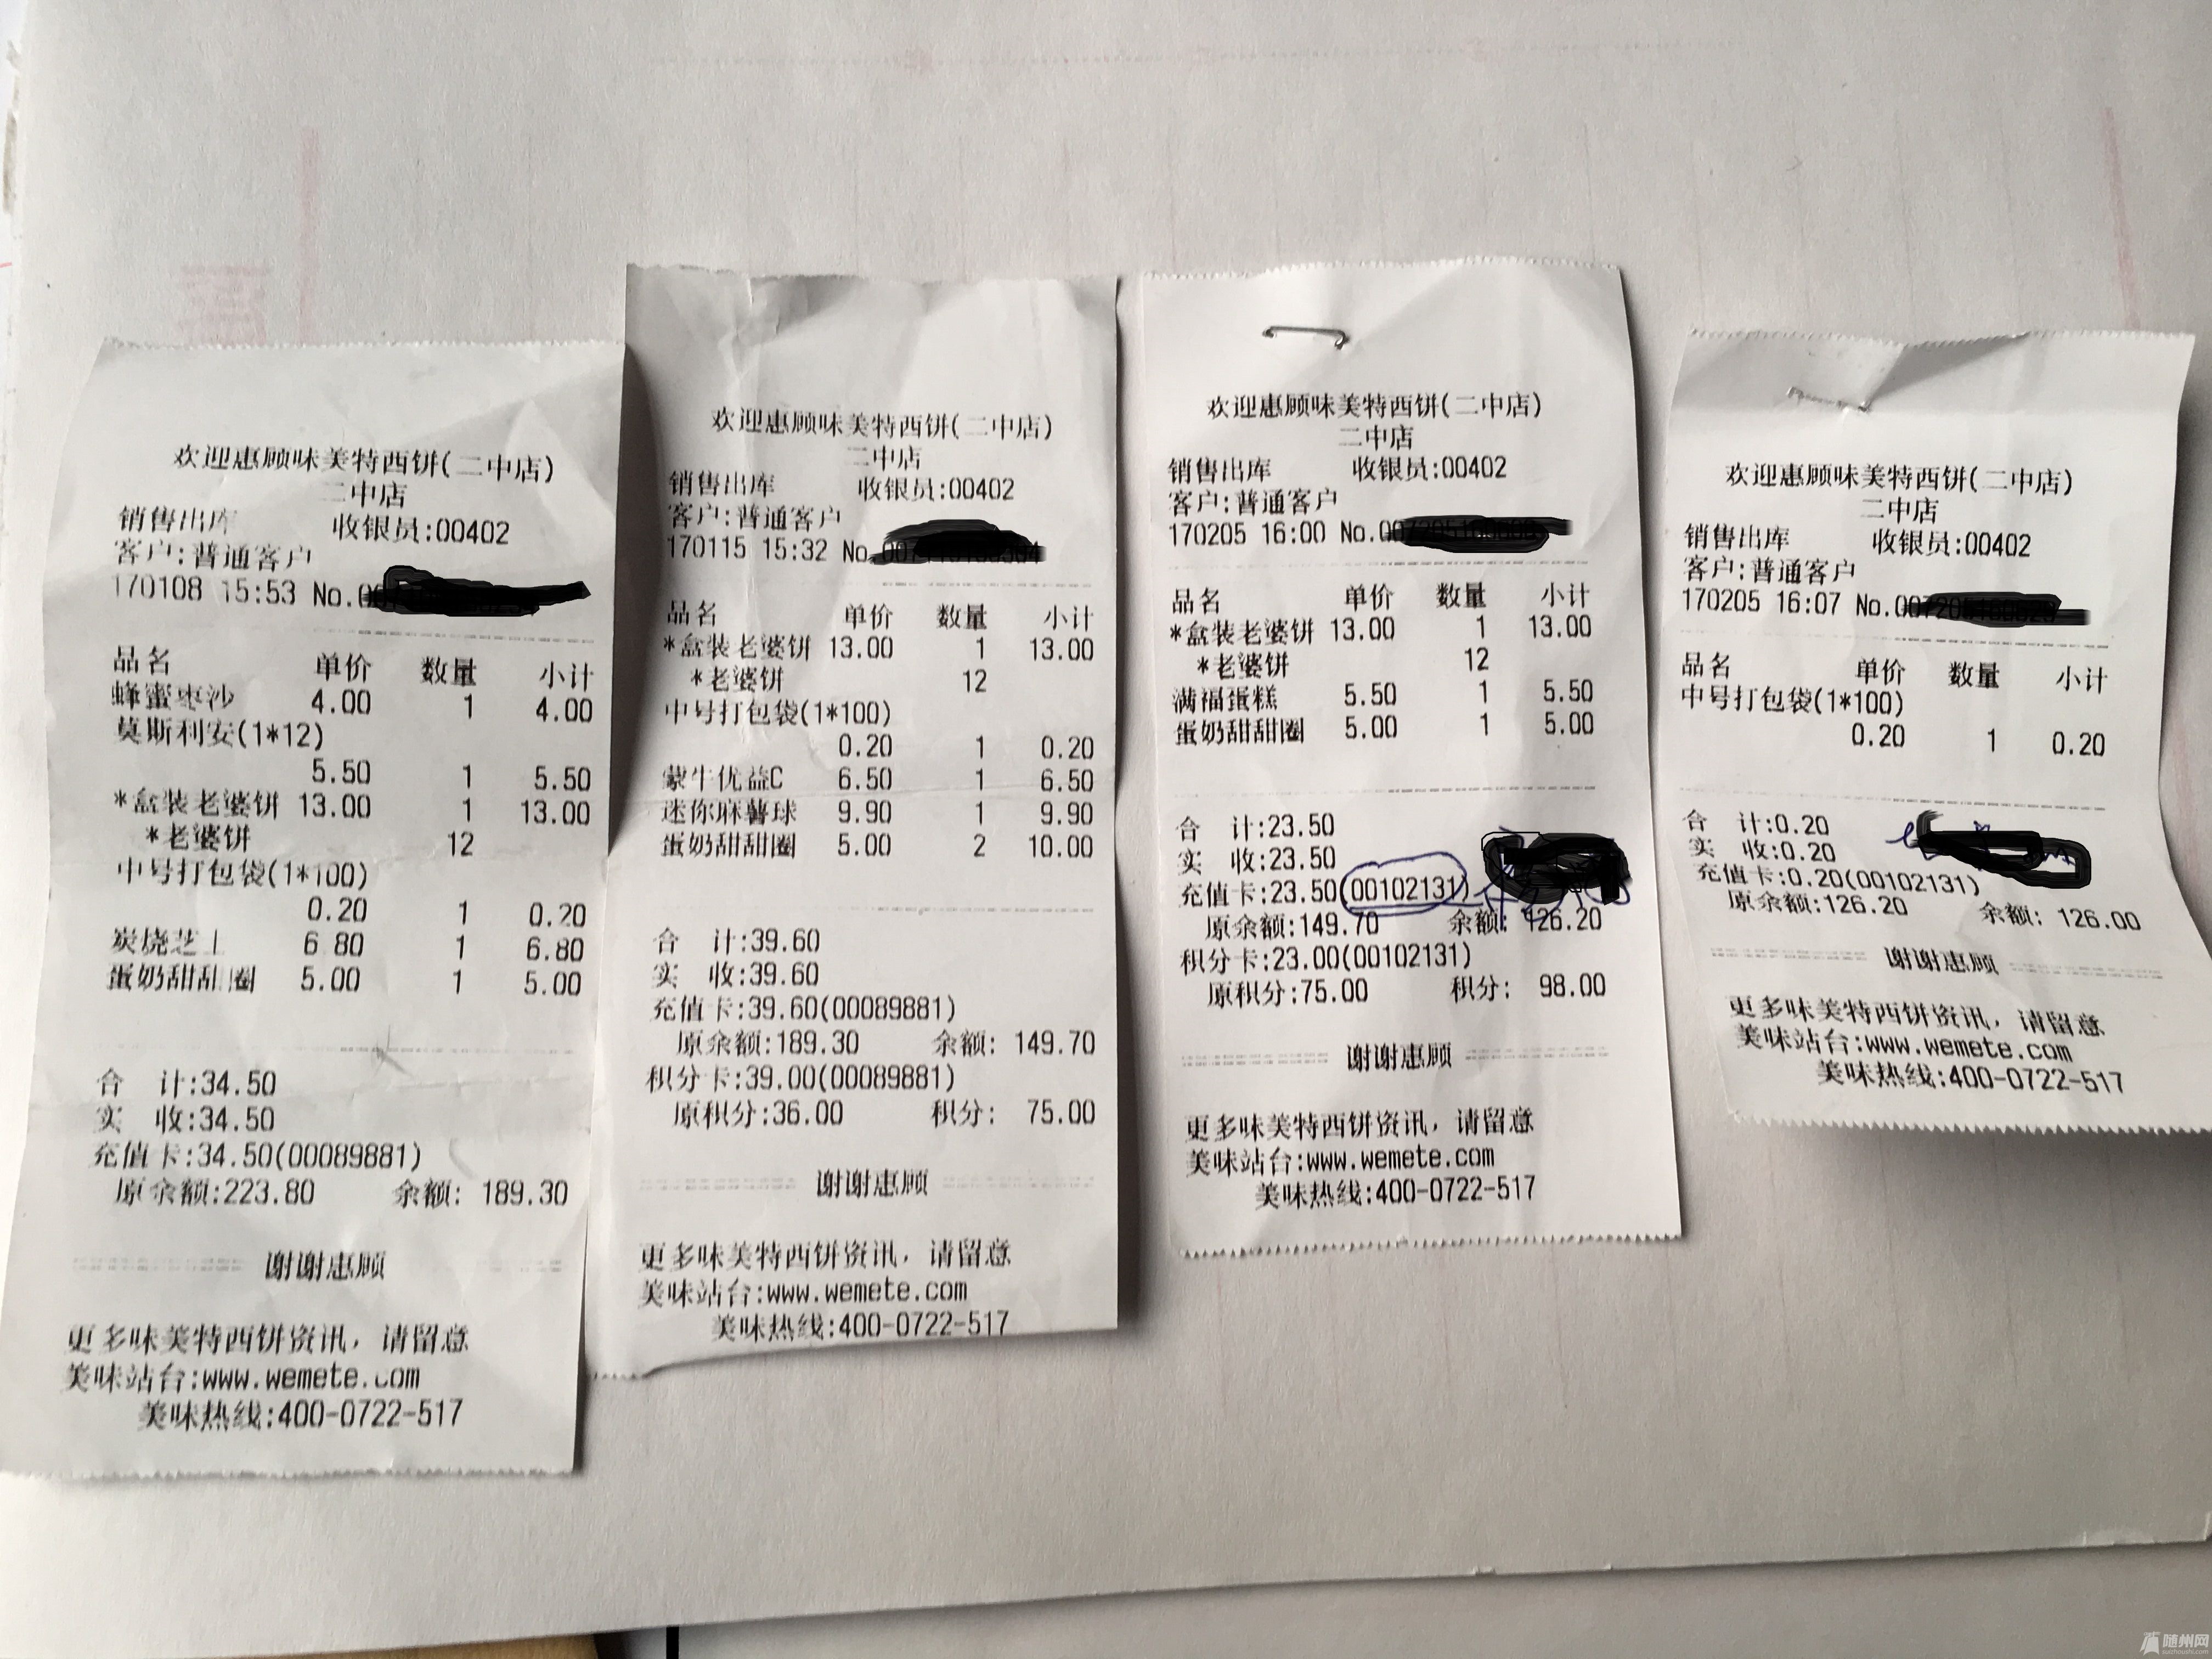 欢迎惠顾味美特西饼(二中店)
二中店
销售出库 收银员:00402
客户:普通客户
170108 15:53 No.
品名 单价 数量 小计
蜂蜜枣沙 4.00 1 4.00
莫斯利安(1*12)
5.50 1 5.50
*盒装老婆饼 13.00 1 13.00
*老婆饼 12
中号打包袋(1*100)
0.20 1 0.20
炭烧芝士 6.80 1 6.80
蛋奶甜甜圈 5.00 1 5.00
合 计:34.50
实 收:34.50
充值卡:34.50(00089881)
原余额:223.80 余额: 189.30
谢谢惠顾
更多味美特西饼资讯，请留意
美味站台:www.wemete.com
美味热线:400-0722-517
欢迎惠顾味美特西饼(二中店)
二中店
销售出库 收银员:00402
客户:普通客户
170115 15:32 No.
品名 单价 数量 小计
*盒装老婆饼 13.00 1 13.00
*老婆饼 12
中号打包袋(1*100)
0.20 1 0.20
蒙牛优益C 6.50 1 6.50
迷你麻薯球 9.90 1 9.90
蛋奶甜甜圈 5.00 2 10.00
合 计:39.60
实 收:39.60
充值卡:39.60(00089881)
原余额:189.30 余额: 149.70
积分卡:39.00(00089881)
原积分:36.00 积分: 75.00
谢谢惠顾
更多味美特西饼资讯，请留意
美味站台:www.wemete.com
美味热线:400-0722-517
欢迎惠顾味美特西饼(二中店)
二中店
销售出库 收银员:00402
客户:普通客户
170205 16:00 No.
品名 单价 数量 小计
*盒装老婆饼 13.00 1 13.00
*老婆饼 12
满福蛋糕 5.50 1 5.50
蛋奶甜甜圈 5.00 1 5.00
合 计:23.50
实 收:23.50
充值卡:23.50(00102131)
原余额:149.70 余额: 126.20
积分卡:23.00(00102131)
原积分:75.00 积分: 98.00
谢谢惠顾
更多味美特西饼资讯，请留意
美味站台:www.wemete.com
美味热线:400-0722-517
欢迎惠顾味美特西饼(二中店)
二中店
销售出库 收银员:00402
客户:普通客户
170205 16:07 No.
品名 单价 数量 小计
中号打包袋(1*100)
0.20 1 0.20
合 计:0.20
实 收:0.20
充值卡:0.20(00102131)
原余额:126.20 余额: 126.00
谢谢惠顾
更多味美特西饼资讯，请留意
美味站台:www.wemete.com
美味热线:400-0722-517
随州网